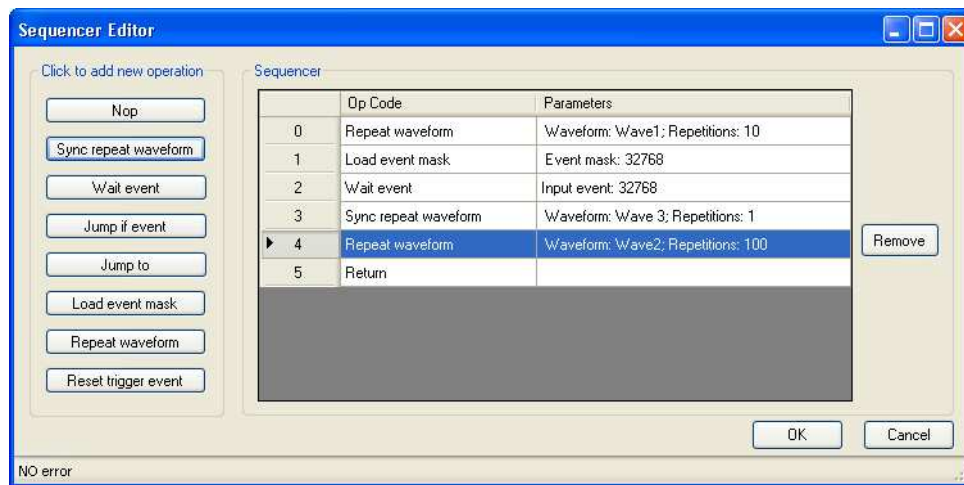 Sequencer Editor
Click to add new operation
Nop
Sync repeat waveform
Wait event
Jump if event
Jump to
Load event mask
Repeat waveform
Reset trigger event
Sequencer
Op Code Parameters
0 Repeat waveform Waveform: Wave1; Repetitions: 10
1 Load event mask Event mask: 32768
2 Wait event Input event: 32768
3 Sync repeat waveform Waveform: Wave 3; Repetitions: 1
4 Repeat waveform Waveform: Wave2; Repetitions: 100
5 Return
Remove
OK Cancel
NO error